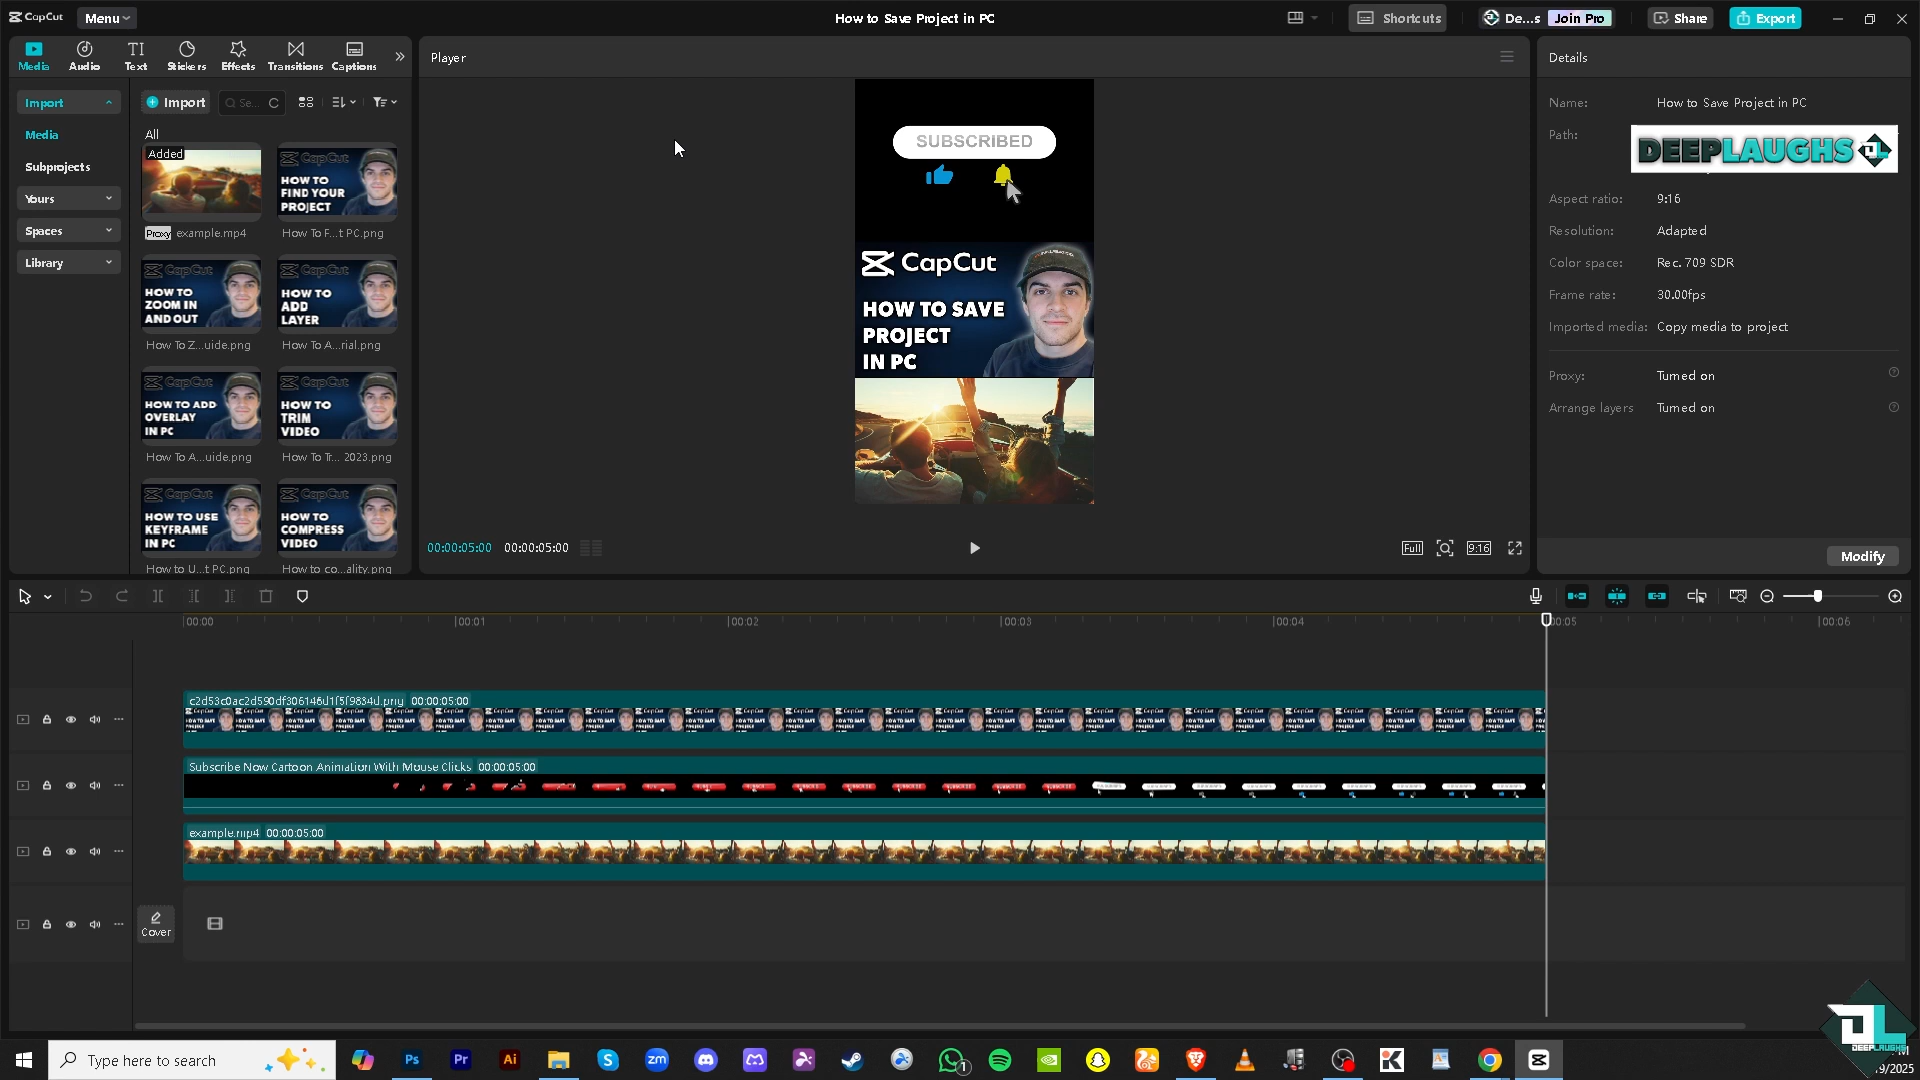 CapCut
Menu
How to Save Project in PC
Shortcuts
De...s
Join Pro
Share
Export
Media
Audio
Text
Stickers
Effects
Transitions
Captions
Player
Details
Import
Import
Se...
Media
All
Subprojects
Yours
Spaces
Library
Added
Proxy
example.mp4
CapCut
HOW TO
FIND YOUR
PROJECT
How To F...t PC.png
CapCut
HOW TO
ZOOM IN
AND OUT
How To Z...uide.png
CapCut
HOW TO
ADD
LAYER
How To A...rial.png
CapCut
HOW TO ADD
OVERLAY
IN PC
How To A...uide.png
CapCut
HOW TO
TRIM
VIDEO
How To Tr... 2023.png
CapCut
HOW TO USE
KEYFRAME
IN PC
How to U...t PC.png
CapCut
HOW TO
COMPRESS
VIDEO
How to co...ality.png
SUBSCRIBED
CapCut
HOW TO SAVE
PROJECT
IN PC
00:00:05:00
00:00:05:00
Full
9:16
Name:
How to Save Project in PC
Path:
DEEPLAUGHS
Aspect ratio:
9:16
Resolution:
Adapted
Color space:
Rec. 709 SDR
Frame rate:
30.00fps
Imported media:
Copy media to project
Proxy:
Turned on
Arrange layers
Turned on
Modify
00:00
00:01
00:02
00:03
00:04
00:05
00:06
00:00:05:00
Subscribe Now Cartoon Animation With Mouse Clicks
00:00:05:00
example.mp4
00:00:05:00
Cover
Type here to search
Ps
Pr
Ai
zm
1
DL
DEEPLAUGHS
19/2025